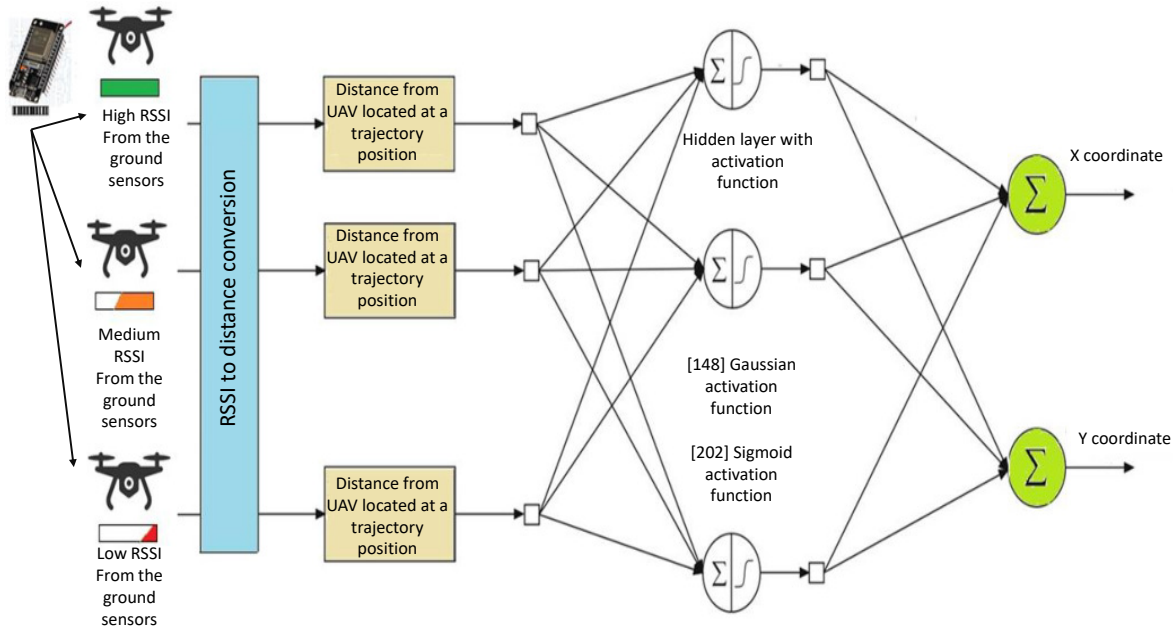 High RSSI
From the
ground
sensors
Medium
RSSI
From the
ground
sensors
Low RSSI
From the
ground
sensors
RSSI to distance conversion
Distance from
UAV located at a
trajectory
position
Distance from
UAV located at a
trajectory
position
Distance from
UAV located at a
trajectory
position
Σ
Hidden layer with
activation
function
Σ
[148] Gaussian
activation
function
[202] Sigmoid
activation
function
Σ
X coordinate
Σ
Y coordinate
Σ